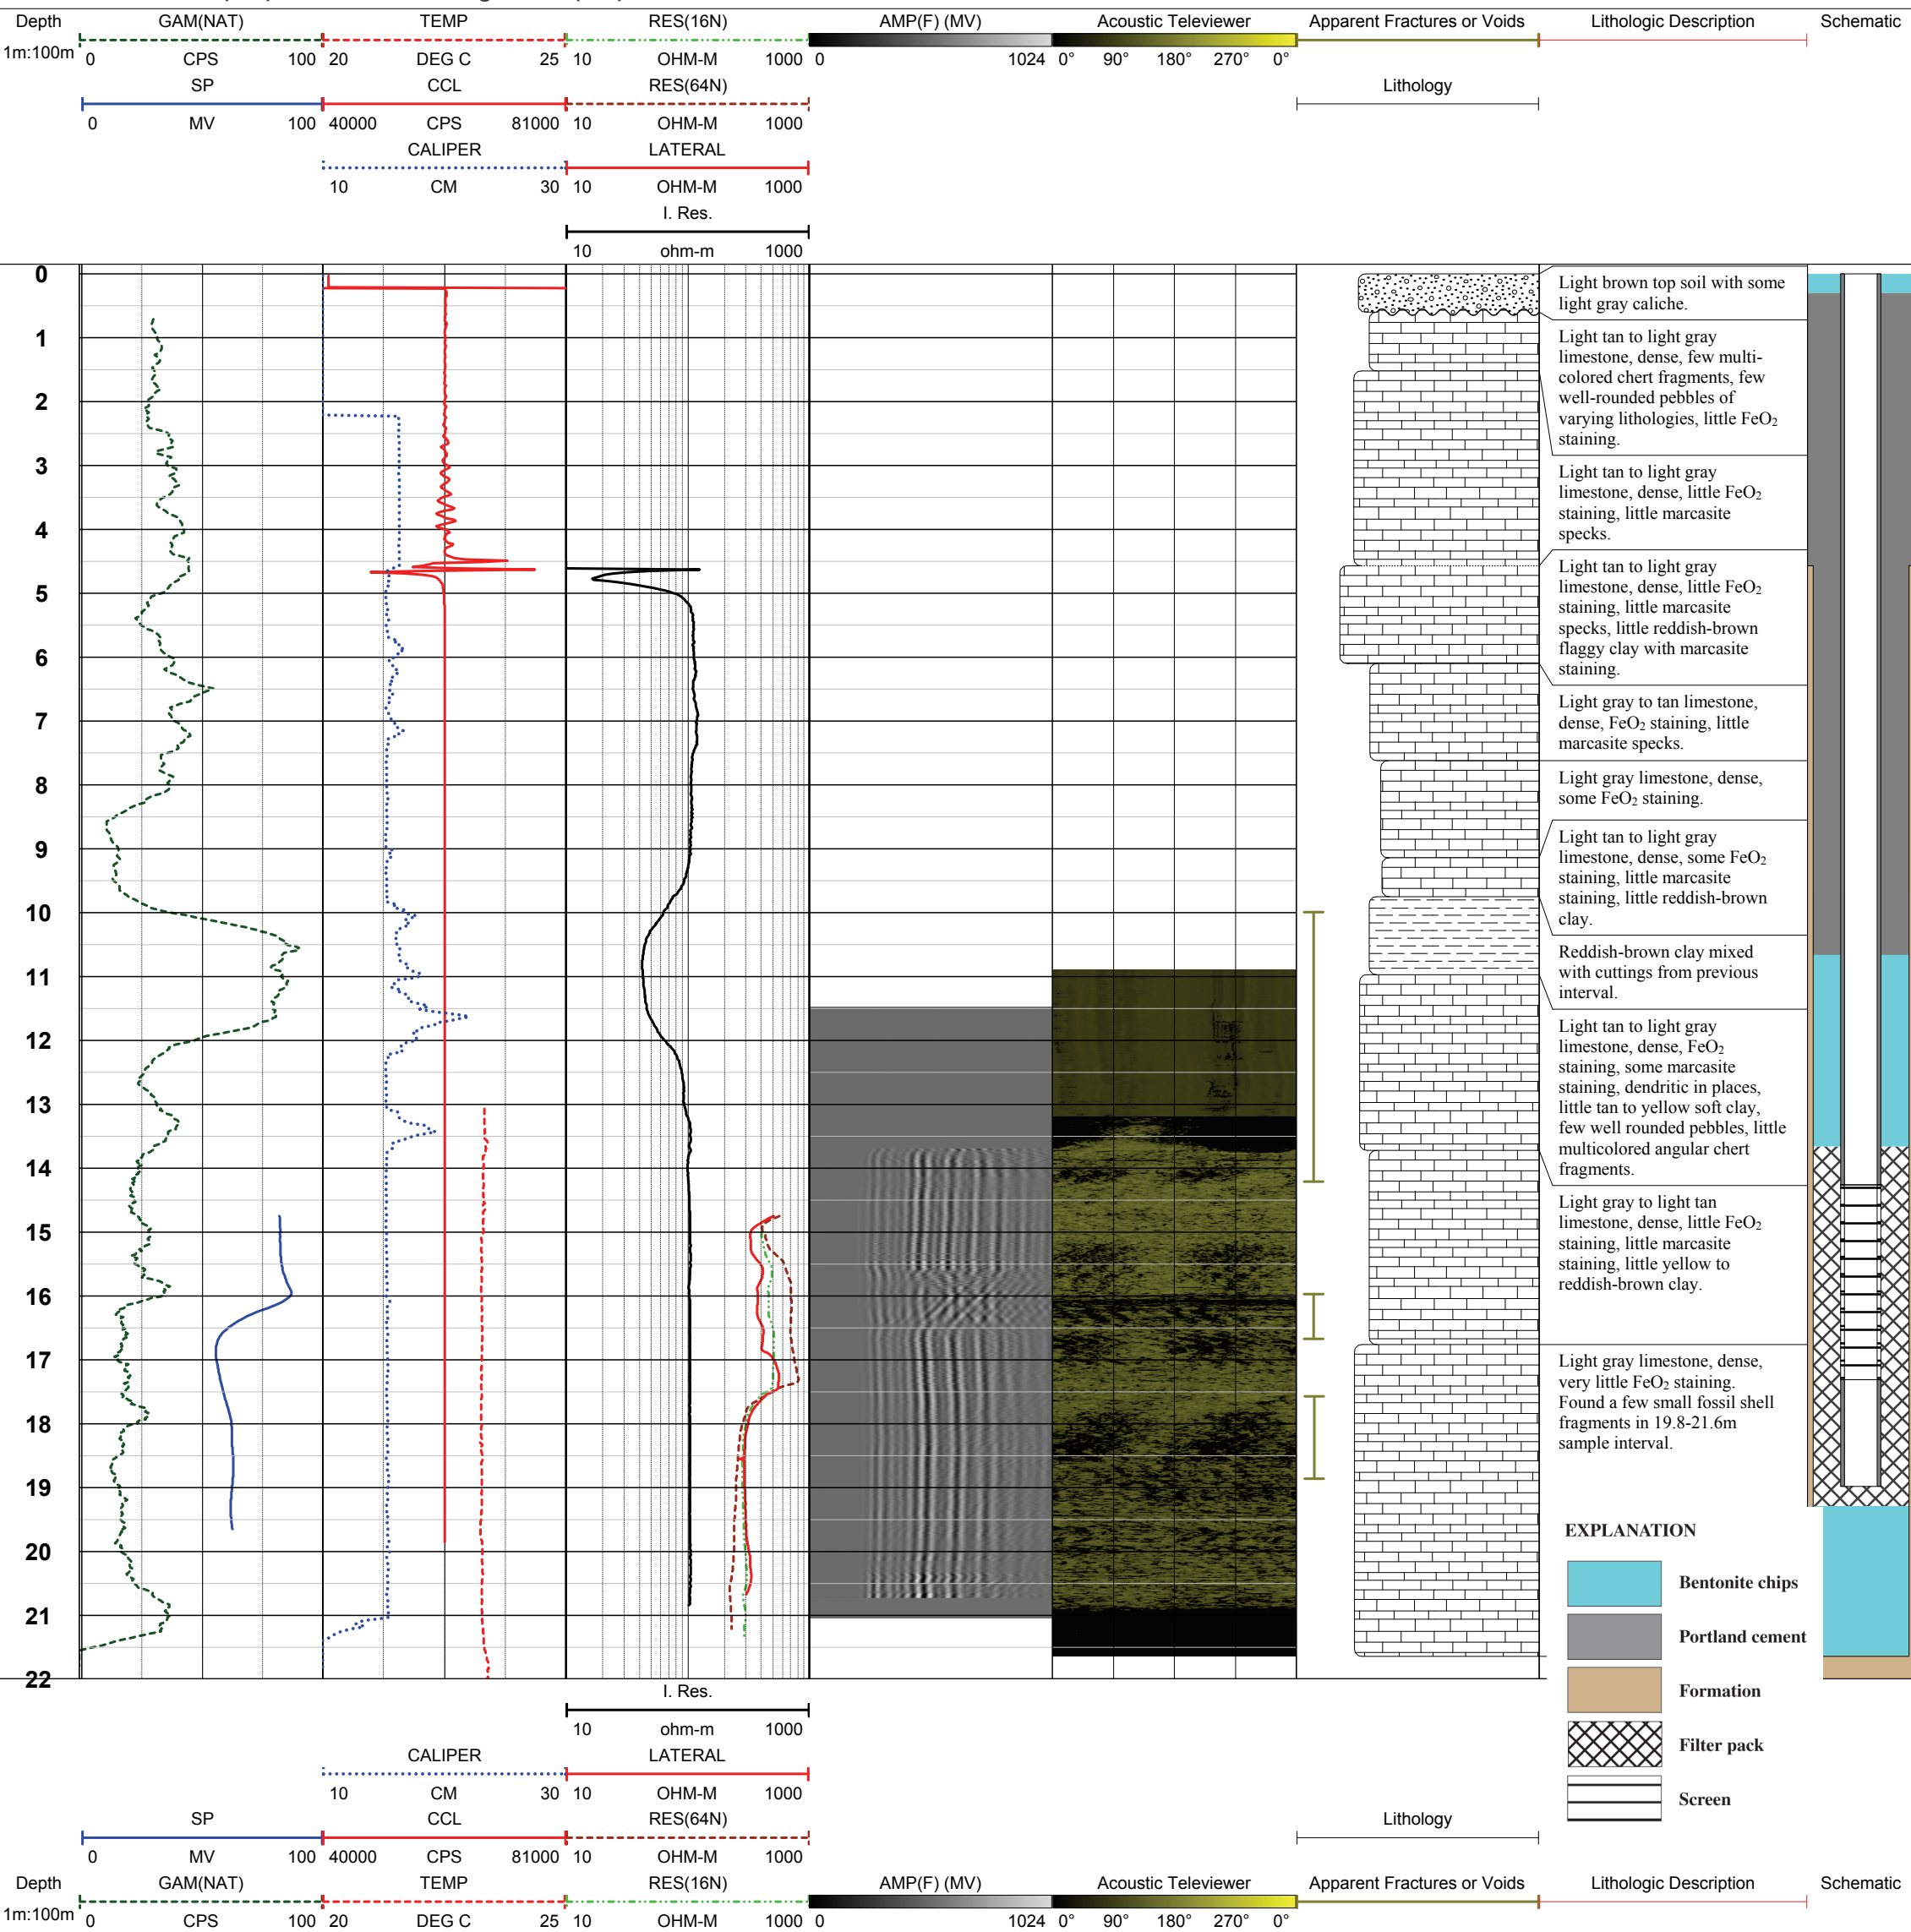 Depth GAM(NAT) TEMP RES(16N) AMP(F) (MV) Acoustic Televiewer Apparent Fractures or Voids Lithologic Description Schematic
1m:100m 0 CPS 100 20 DEG C 25 10 OHM-M 1000 0 1024 0° 90° 180° 270° 0°
SP CCL RES(64N) Lithology
0 MV 100 40000 CPS 81000 10 OHM-M 1000
CALIPER LATERAL
10 CM 30 10 OHM-M 1000
I. Res.
10 ohm-m 1000
0
1
2
3
4
5
6
7
8
9
10
11
12
13
14
15
16
17
18
19
20
21
22
Light brown top soil with some
light gray caliche.
Light tan to light gray
limestone, dense, few multi-
colored chert fragments, few
well-rounded pebbles of
varying lithologies, little FeO2
staining.
Light tan to light gray
limestone, dense, little FeO2
staining, little marcasite
specks.
Light tan to light gray
limestone, dense, little FeO2
staining, little marcasite
specks, little reddish-brown
flaggy clay with marcasite
staining.
Light gray to tan limestone,
dense, FeO2 staining, little
marcasite specks.
Light gray limestone, dense,
some FeO2 staining.
Light tan to light gray
limestone, dense, some FeO2
staining, little marcasite
staining, little reddish-brown
clay.
Reddish-brown clay mixed
with cuttings from previous
interval.
Light tan to light gray
limestone, dense, FeO2
staining, some marcasite
staining, dendritic in places,
little tan to yellow soft clay,
few well rounded pebbles, little
multicolored angular chert
fragments.
Light gray to light tan
limestone, dense, little FeO2
staining, little marcasite
staining, little yellow to
reddish-brown clay.
Light gray limestone, dense,
very little FeO2 staining.
Found a few small fossil shell
fragments in 19.8-21.6m
sample interval.
EXPLANATION
Bentonite chips
Portland cement
Formation
Filter pack
Screen
I. Res.
10 ohm-m 1000
CALIPER LATERAL
10 CM 30 10 OHM-M 1000
SP CCL RES(64N) Lithology
0 MV 100 40000 CPS 81000 10 OHM-M 1000
Depth GAM(NAT) TEMP RES(16N) AMP(F) (MV) Acoustic Televiewer Apparent Fractures or Voids Lithologic Description Schematic
1m:100m 0 CPS 100 20 DEG C 25 10 OHM-M 1000 0 1024 0° 90° 180° 270° 0°